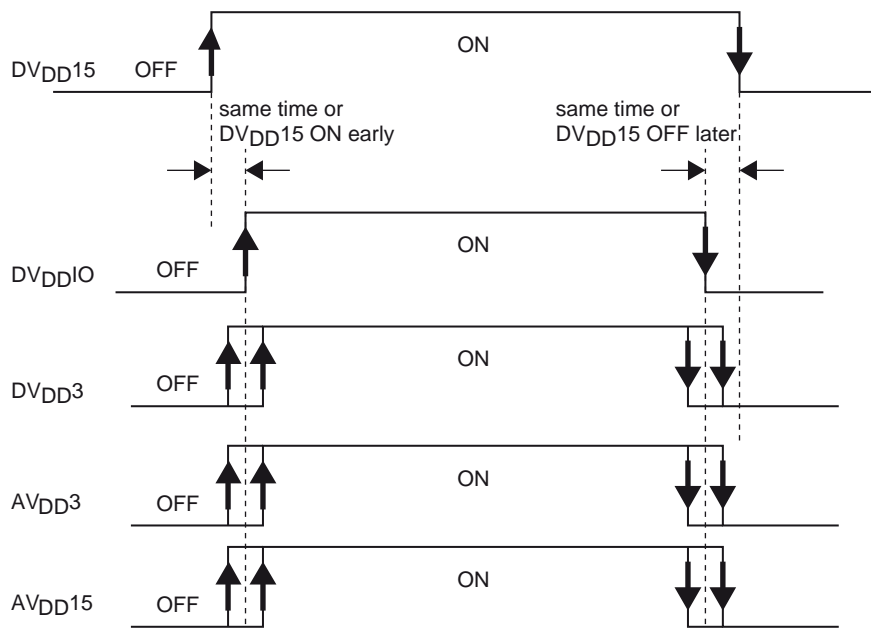 ON
DVDD15 OFF
same time or
DVDD15 ON early
same time or
DVDD15 OFF later
ON
DVDDIO OFF
ON
DVDD3 OFF
ON
AVDD3 OFF
ON
AVDD15 OFF